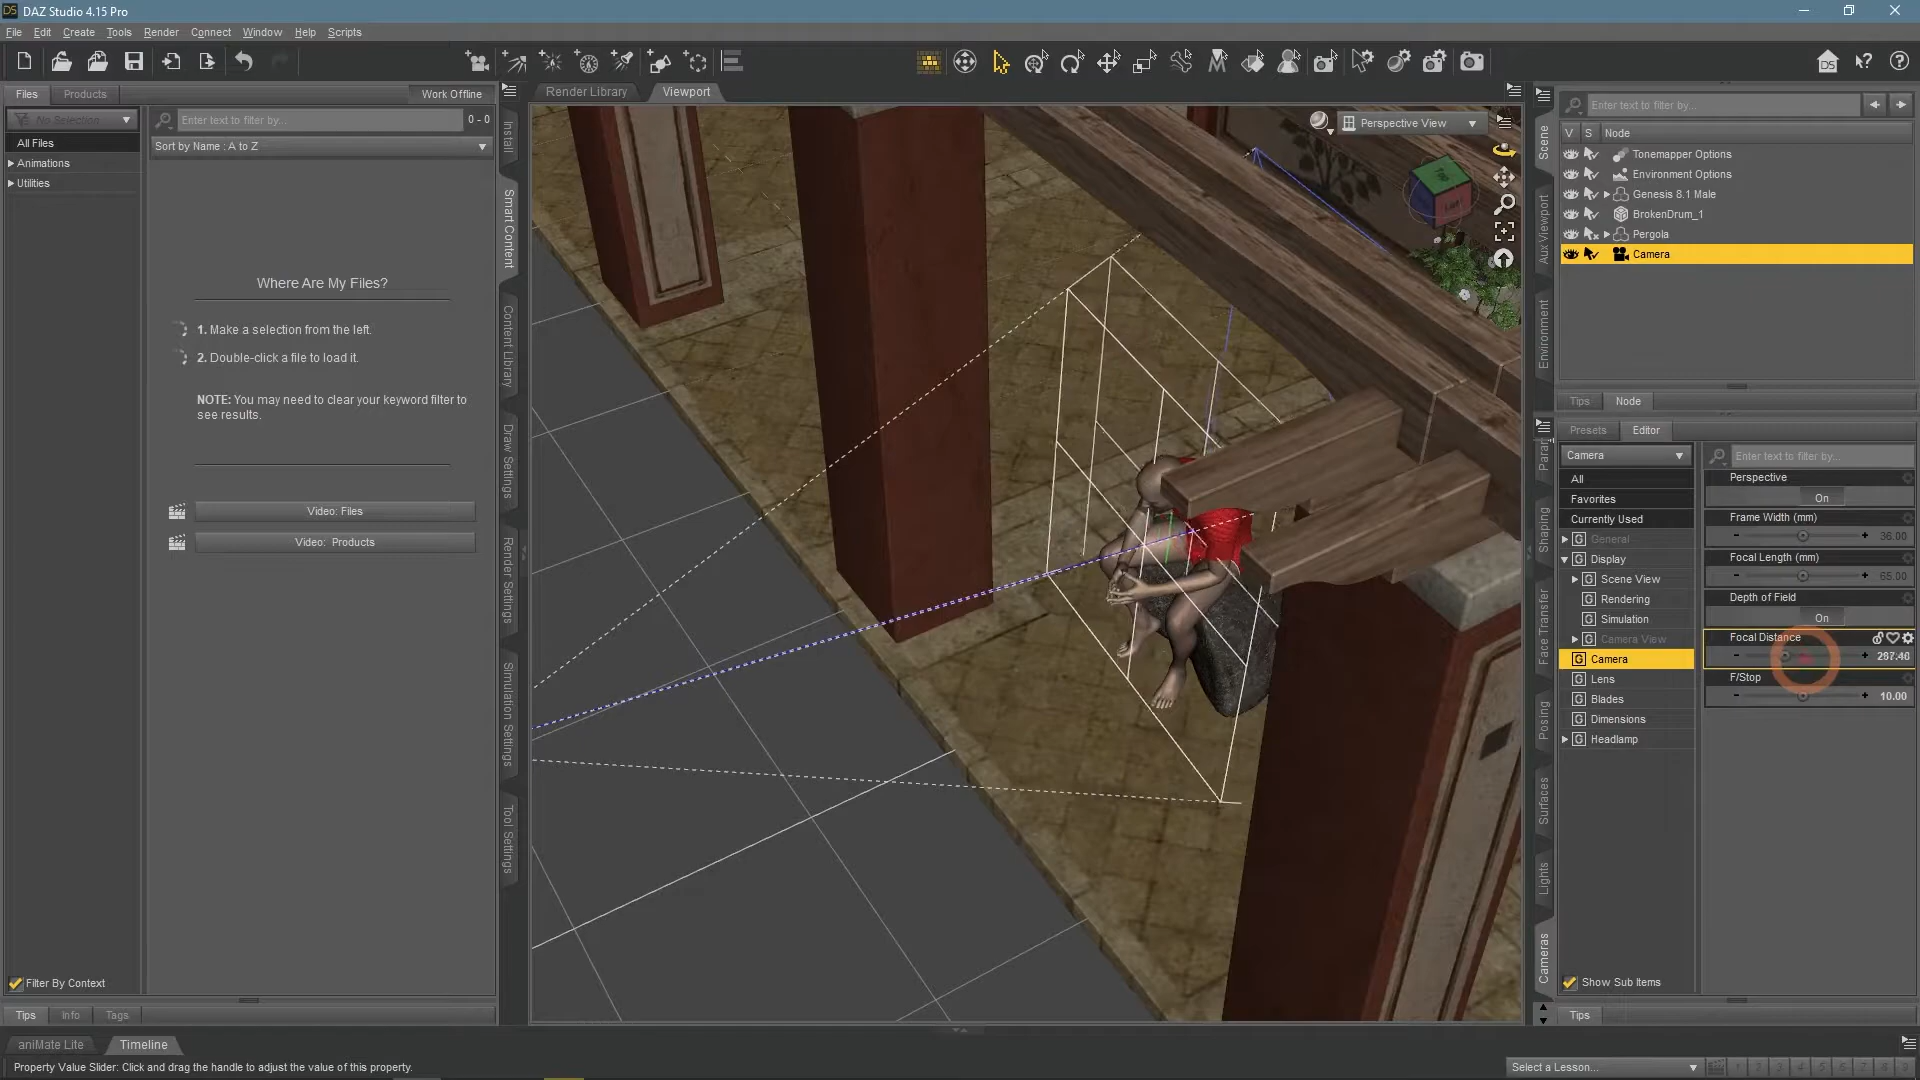 DAZ Studio 4.15 Pro
File Edit Create Tools Render Connect Window Help Scripts
Files Products Work Offline
No Selection
Enter text to filter by... 0 - 0
All Files
Sort by Name : A to Z
Animations
Utilities
Where Are My Files?
1. Make a selection from the left.
2. Double-click a file to load it.
NOTE: You may need to clear your keyword filter to
see results.
Video: Files
Video: Products
Filter By Context
Tips Info Tags
Install
Smart Content
Content Library
Draw Settings
Render Settings
Simulation Settings
Tool Settings
Render Library Viewport
Perspective View
Scene
Aux Viewport
Environment
Enter text to filter by...
V S Node
Tonemapper Options
Environment Options
Genesis 8.1 Male
BrokenDrum_1
Pergola
Camera
Tips Node
Presets Editor
Shaping
Face Transfer
Posing
Surfaces
Lights
Cameras
Camera
All
Favorites
Currently Used
General
Display
Scene View
Rendering
Simulation
Camera View
Camera
Lens
Blades
Dimensions
Headlamp
Show Sub Items
Enter text to filter by...
Perspective
On
Frame Width (mm)
36.00
Focal Length (mm)
65.00
Depth of Field
On
Focal Distance
F/Stop
10.00
Tips
aniMate Lite Timeline
Property Value Slider: Click and drag the handle to adjust the value of this property.
Select a Lesson...